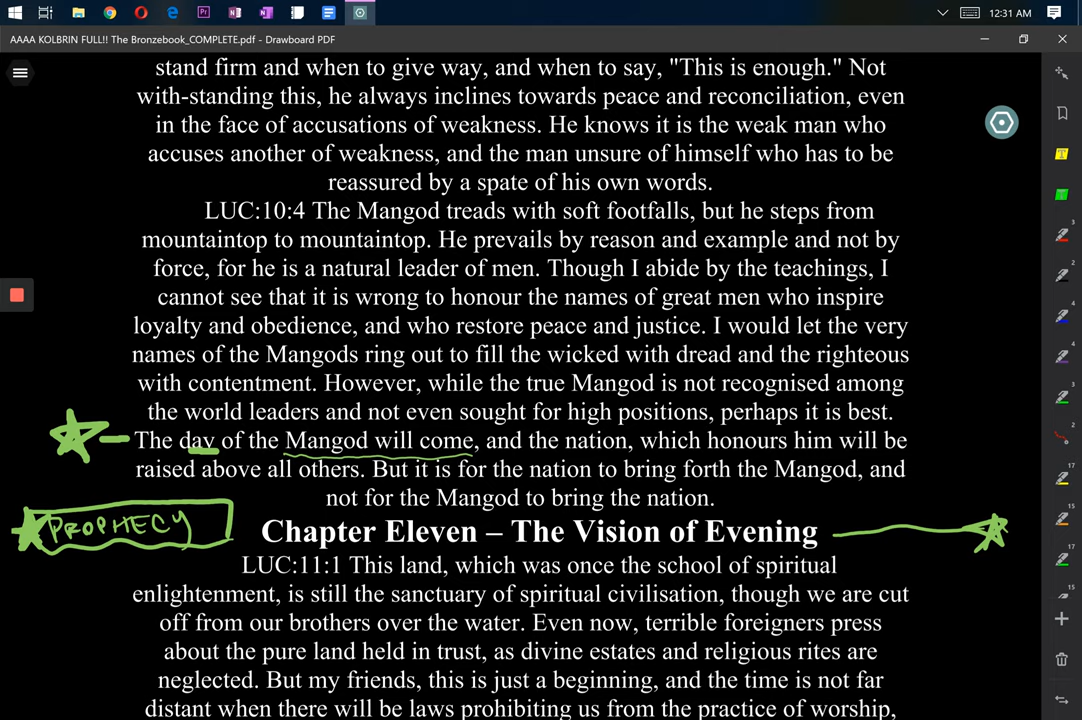 12:31 AM
AAAA KOLBRIN FULL!! The Bronzebook_COMPLETE.pdf - Drawboard PDF
stand firm and when to give way, and when to say, "This is enough." Not
with-standing this, he always inclines towards peace and reconciliation, even
in the face of accusations of weakness. He knows it is the weak man who
accuses another of weakness, and the man unsure of himself who has to be
reassured by a spate of his own words.
LUC:10:4 The Mangod treads with soft footfalls, but he steps from
mountaintop to mountaintop. He prevails by reason and example and not by
force, for he is a natural leader of men. Though I abide by the teachings, I
cannot see that it is wrong to honour the names of great men who inspire
loyalty and obedience, and who restore peace and justice. I would let the very
names of the Mangods ring out to fill the wicked with dread and the righteous
with contentment. However, while the true Mangod is not recognised among
the world leaders and not even sought for high positions, perhaps it is best.
The day of the Mangod will come, and the nation, which honours him will be
raised above all others. But it is for the nation to bring forth the Mangod, and
not for the Mangod to bring the nation.
PROPHECY
Chapter Eleven – The Vision of Evening
LUC:11:1 This land, which was once the school of spiritual
enlightenment, is still the sanctuary of spiritual civilisation, though we are cut
off from our brothers over the water. Even now, terrible foreigners press
about the pure land held in trust, as divine estates and religious rites are
neglected. But my friends, this is just a beginning, and the time is not far
distant when there will be laws prohibiting us from the practice of worship,
3
2
4
4
3
2
17
15
17
15